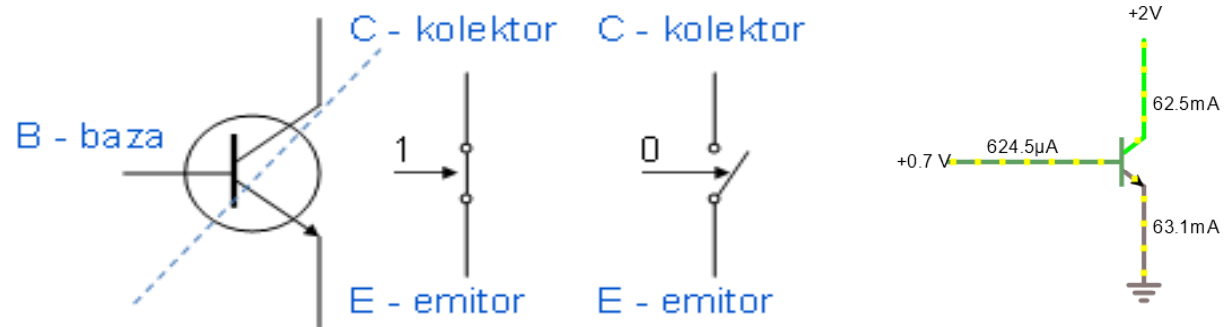 B - baza
C - kolektor
1
E - emitor
C - kolektor
0
E - emitor
+2V
62.5mA
624.5µA
+0.7 V
63.1mA